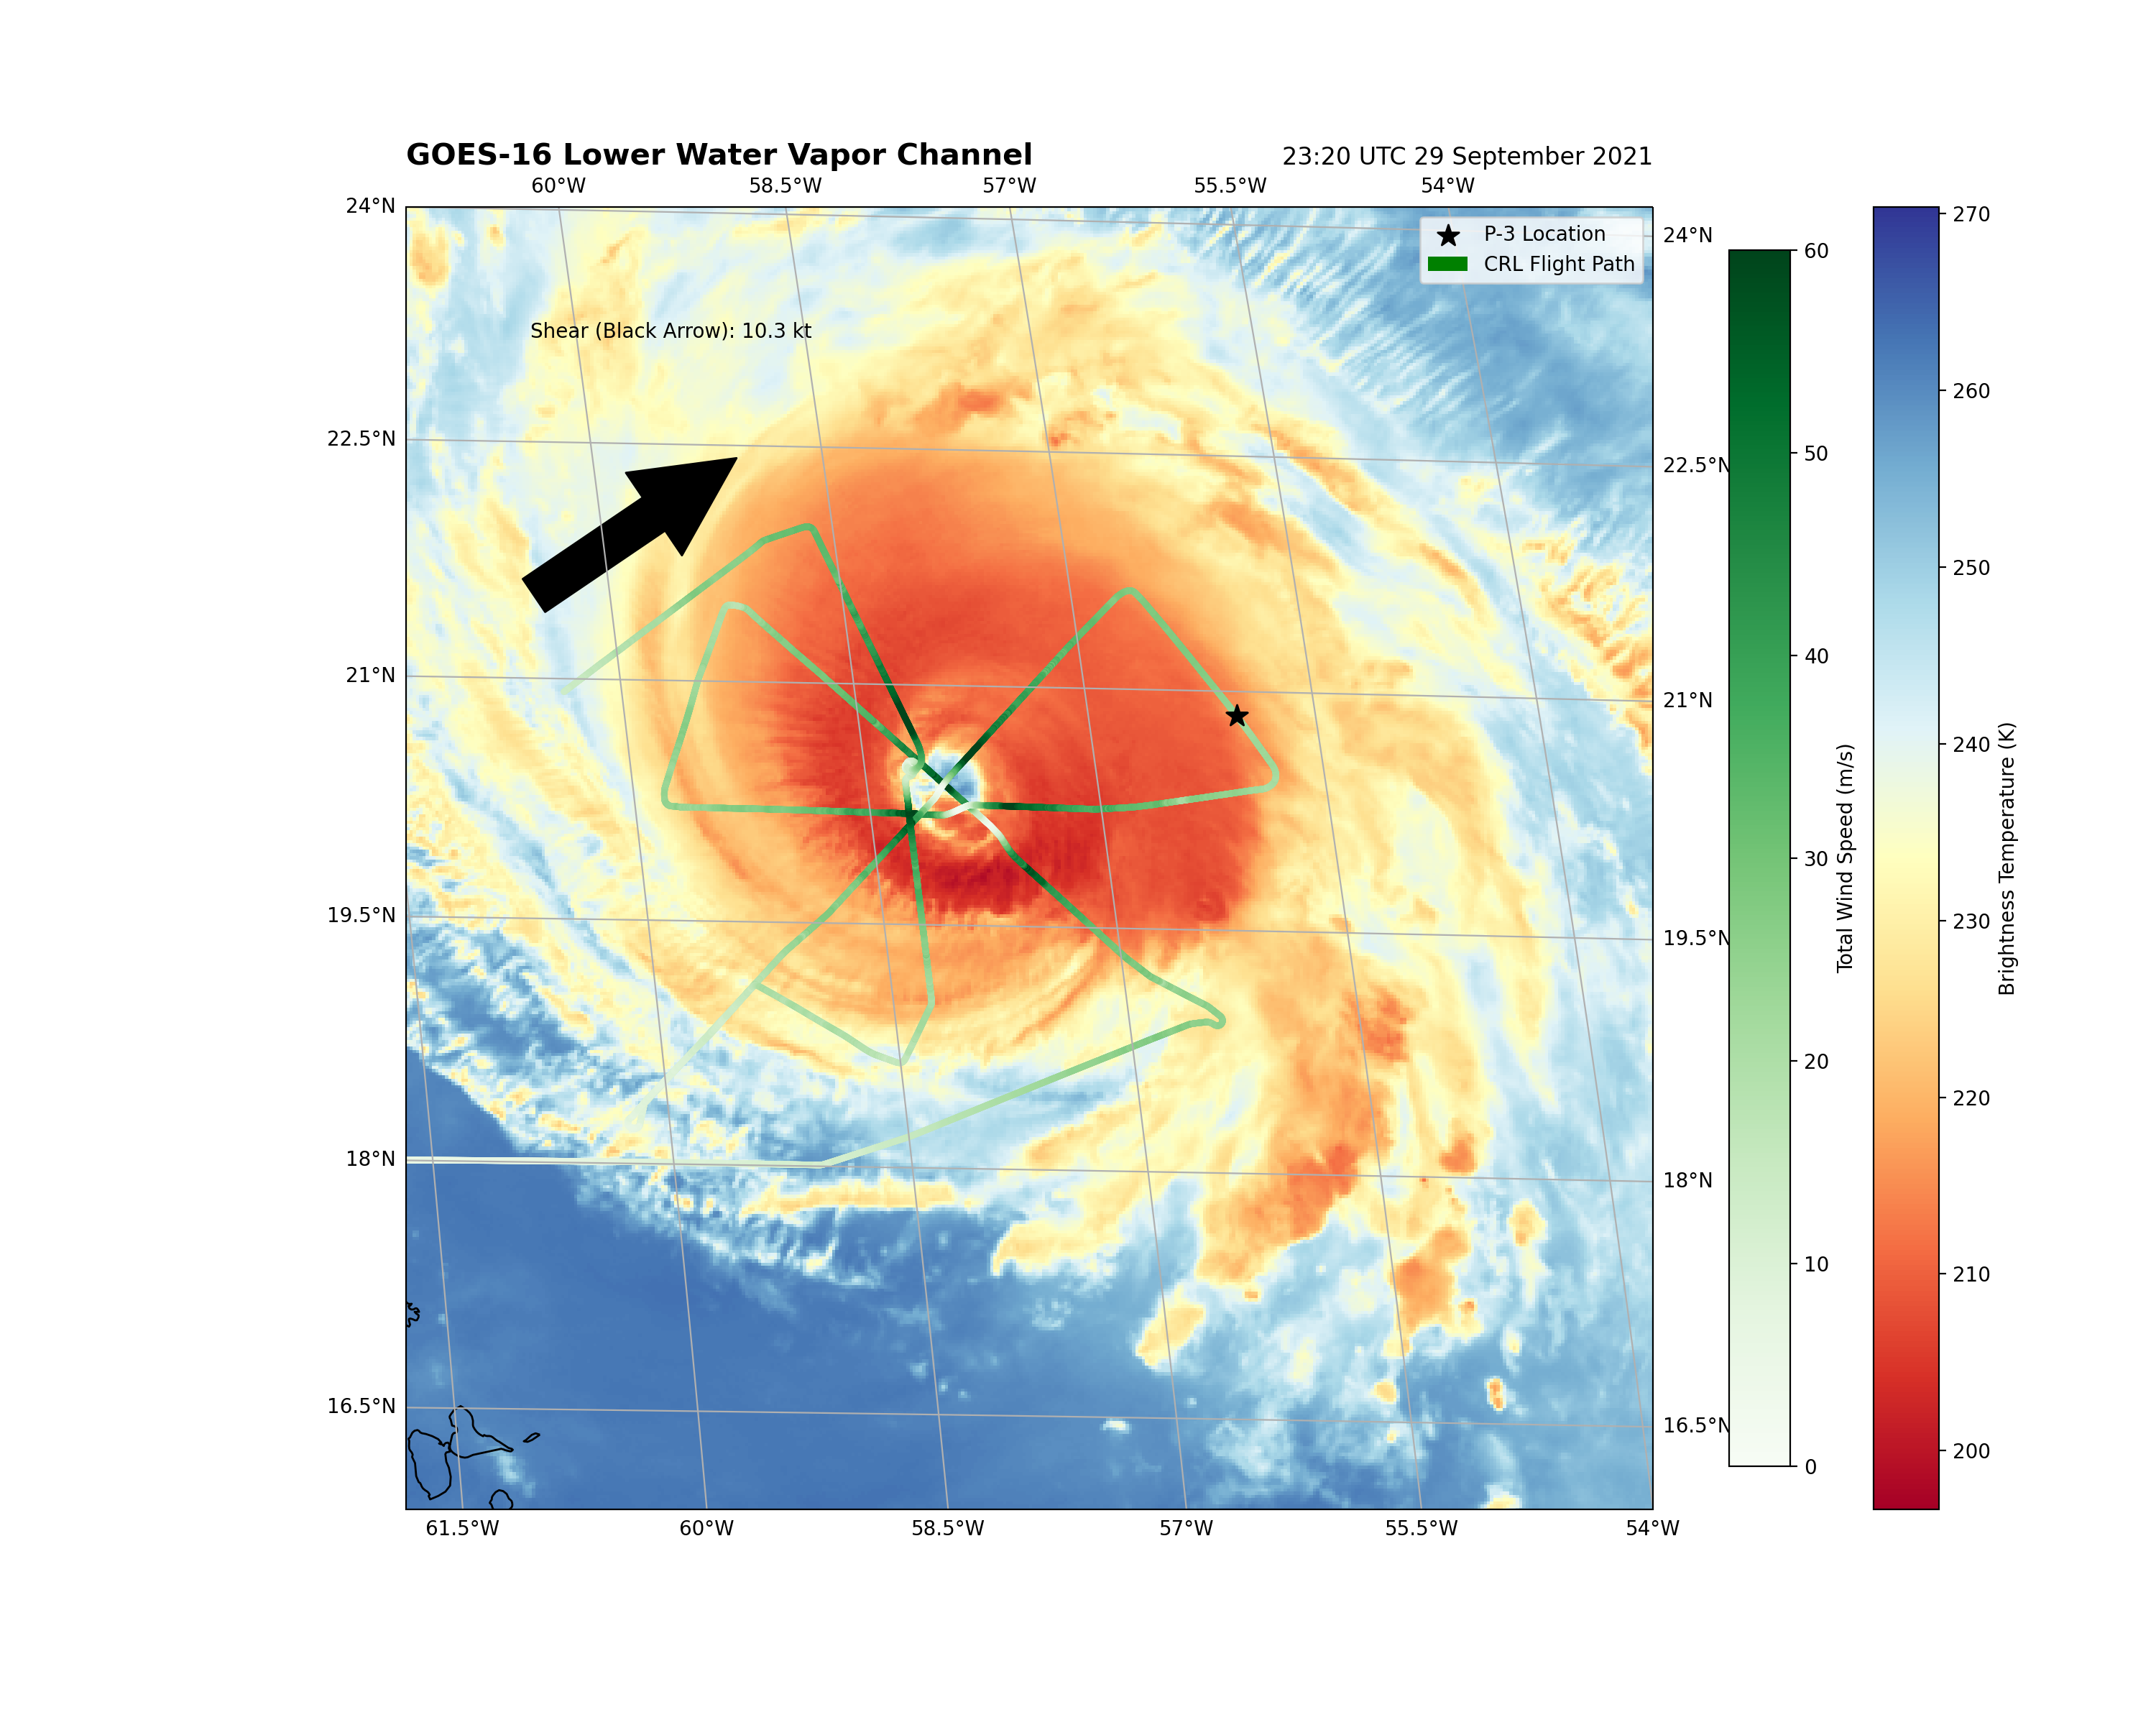 GOES-16 Lower Water Vapor Channel
23:20 UTC 29 September 2021
60°W 58.5°W 57°W 55.5°W 54°W
24°N
22.5°N
21°N
19.5°N
18°N
16.5°N
P-3 Location
CRL Flight Path
Shear (Black Arrow): 10.3 kt
24°N
22.5°N
21°N
19.5°N
18°N
16.5°N
61.5°W 60°W 58.5°W 57°W 55.5°W 54°W
60
50
40
30
20
10
0
Total Wind Speed (m/s)
270
260
250
240
230
220
210
200
Brightness Temperature (K)